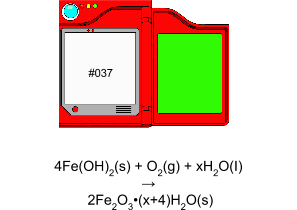 #037
4Fe(OH)₂(s) + O₂(g) + xH₂O(l)
→
2Fe₂O₃•(x+4)H₂O(s)